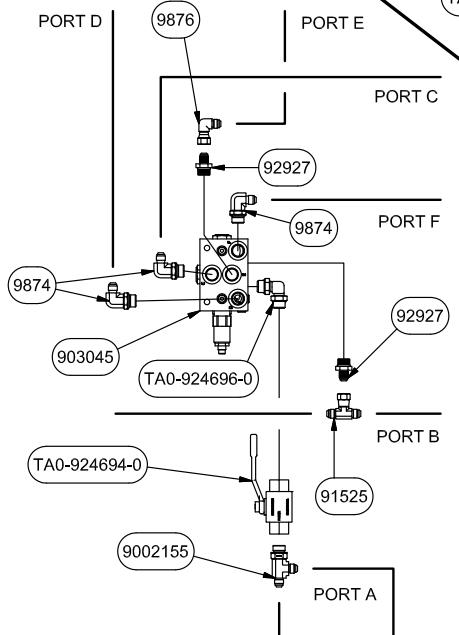 PORT D
9876
PORT E
PORT C
92927
9874
PORT F
9874
92927
903045
TA0-924696-0
PORT B
TA0-924694-0
91525
9002155
PORT A